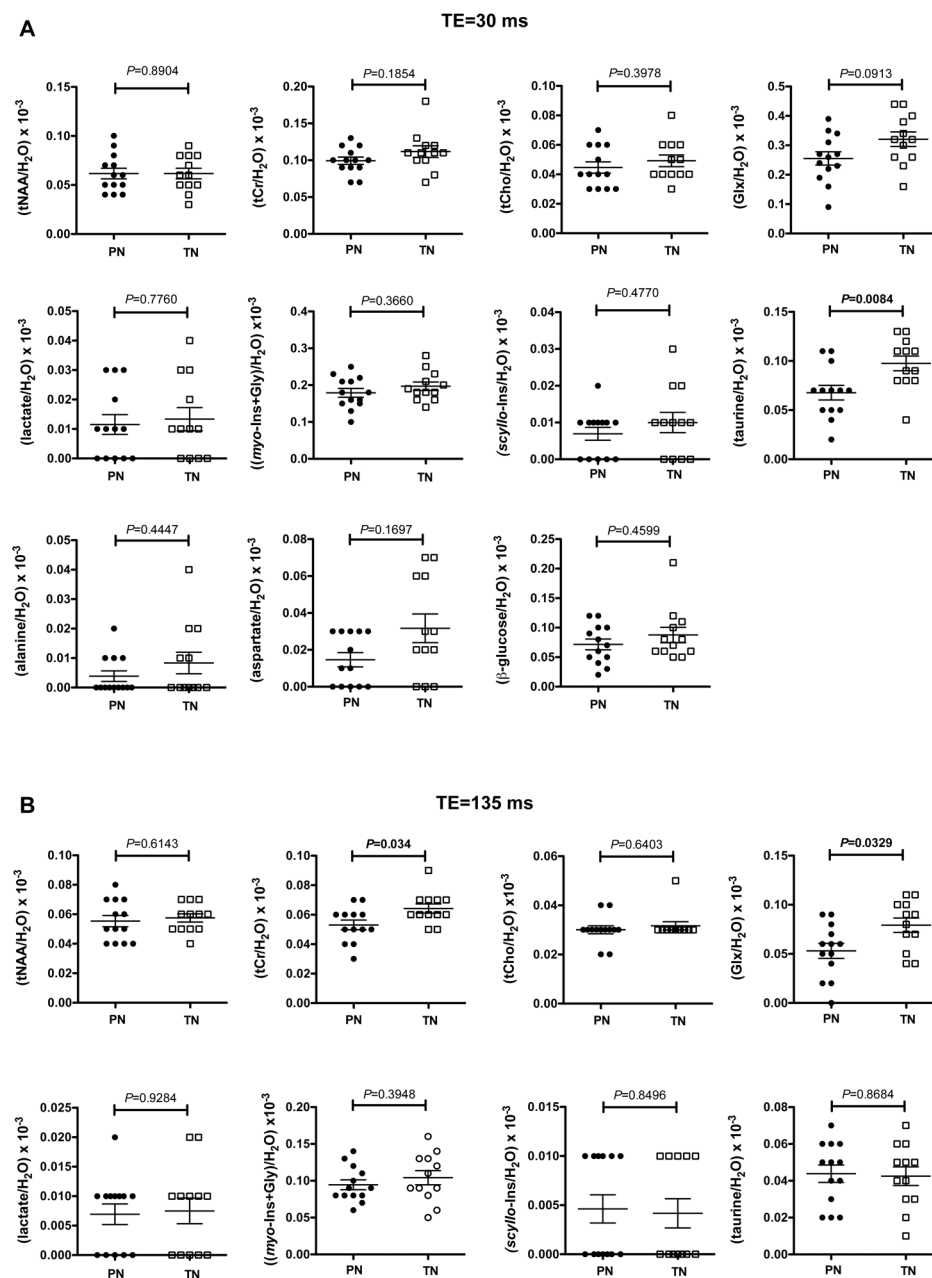 A
TE=30 ms
P=0.8904
(tNAA/H2O) x 10-3
0.15
0.10
0.05
0.00
PN
TN
P=0.1854
(tCr/H2O) x 10-3
0.20
0.15
0.10
0.05
0.00
PN
TN
P=0.3978
(tCho/H2O) x 10-3
0.10
0.08
0.06
0.04
0.02
0.00
PN
TN
P=0.0913
(Glx/H2O) x 10-3
0.5
0.4
0.3
0.2
0.1
0.0
PN
TN
P=0.7760
(lactate/H2O) x 10-3
0.05
0.04
0.03
0.02
0.01
0.00
PN
TN
P=0.3660
((myo-Ins+Gly)/H2O) x10-3
0.4
0.3
0.2
0.1
0.0
PN
TN
P=0.4770
(scyllo-Ins/H2O) x 10-3
0.04
0.03
0.02
0.01
0.00
PN
TN
P=0.0084
(taurine/H2O) x 10-3
0.15
0.10
0.05
0.00
PN
TN
P=0.4447
(alanine/H2O) x 10-3
0.05
0.04
0.03
0.02
0.01
0.00
PN
TN
P=0.1697
(aspartate/H2O) x 10-3
0.08
0.06
0.04
0.02
0.00
PN
TN
P=0.4599
(β-glucose/H2O) x 10-3
0.25
0.20
0.15
0.10
0.05
0.00
PN
TN
B
TE=135 ms
P=0.6143
(tNAA/H2O) x 10-3
0.10
0.08
0.06
0.04
0.02
0.00
PN
TN
P=0.034
(tCr/H2O) x 10-3
0.10
0.08
0.06
0.04
0.02
0.00
PN
TN
P=0.6403
(tCho/H2O) x 10-3
0.06
0.04
0.02
0.00
PN
TN
P=0.0329
(Glx/H2O) x 10-3
0.15
0.10
0.05
0.00
PN
TN
P=0.9284
(lactate/H2O) x 10-3
0.025
0.020
0.015
0.010
0.005
0.000
PN
TN
P=0.3948
((myo-Ins+Gly)/H2O) x10-3
0.20
0.15
0.10
0.05
0.00
PN
TN
P=0.8496
(scyllo-Ins/H2O) x 10-3
0.015
0.010
0.005
0.000
PN
TN
P=0.8684
(taurine/H2O) x 10-3
0.08
0.06
0.04
0.02
0.00
PN
TN